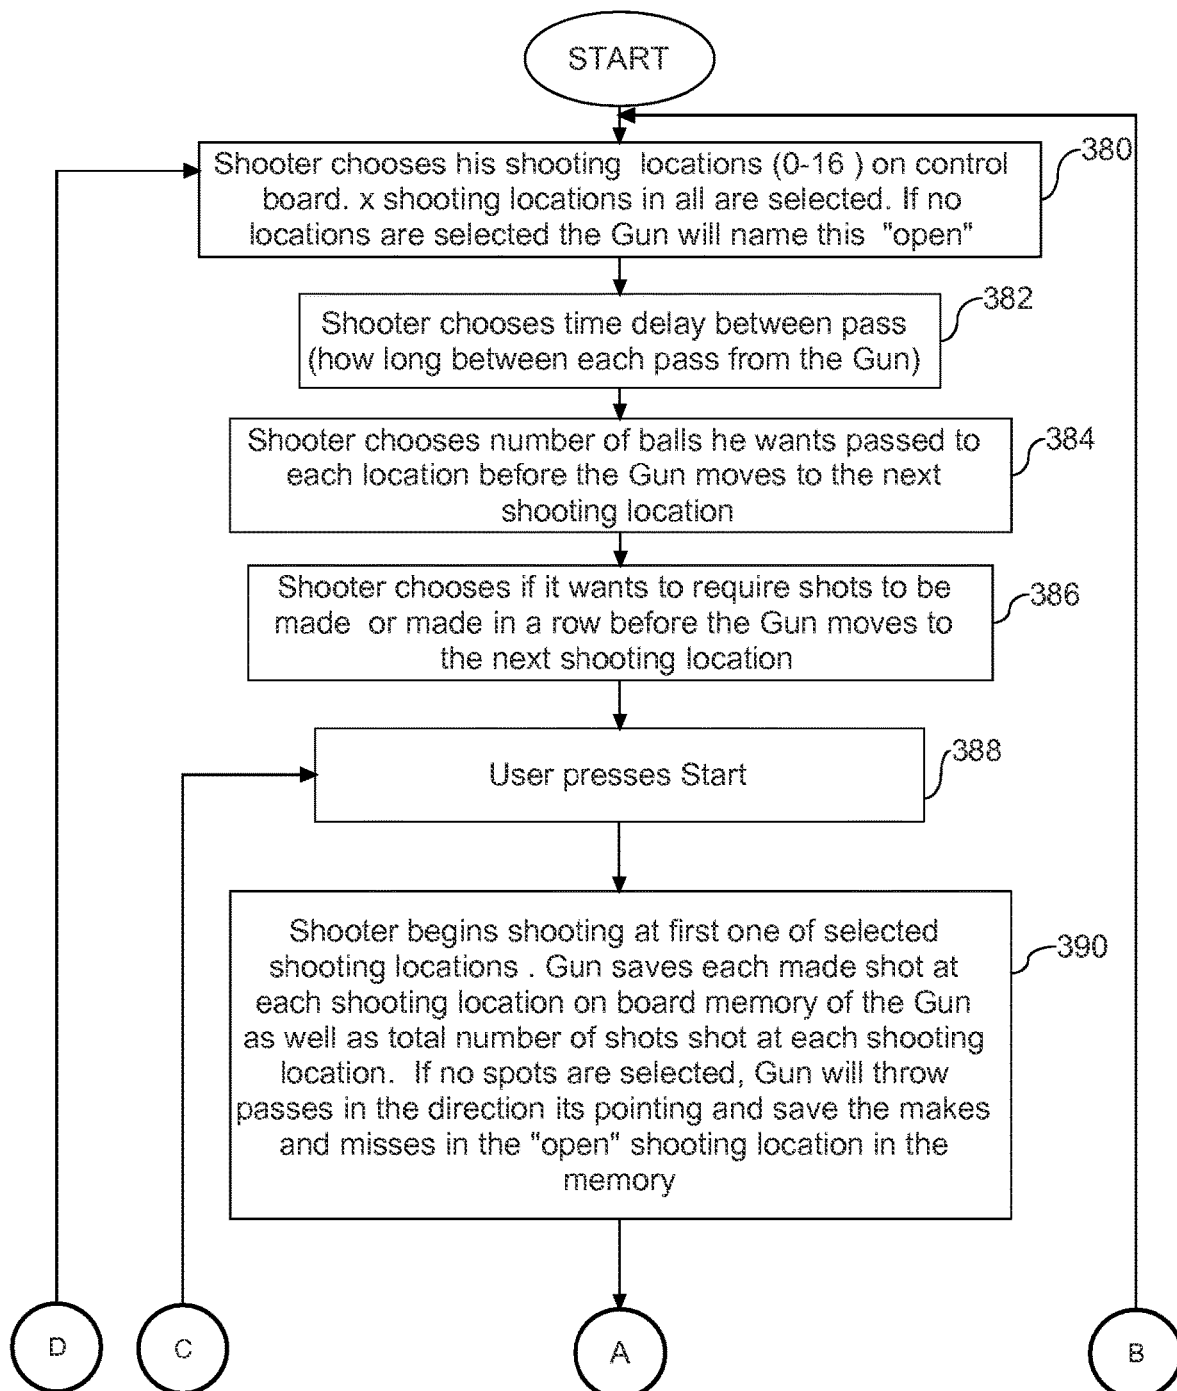 START
Shooter chooses his shooting locations (0-16 ) on control
board. x shooting locations in all are selected. If no
locations are selected the Gun will name this "open"
380
Shooter chooses time delay between pass
(how long between each pass from the Gun)
382
Shooter chooses number of balls he wants passed to
each location before the Gun moves to the next
shooting location
384
Shooter chooses if it wants to require shots to be
made or made in a row before the Gun moves to
the next shooting location
386
User presses Start
388
Shooter begins shooting at first one of selected
shooting locations . Gun saves each made shot at
each shooting location on board memory of the Gun
as well as total number of shots shot at each shooting
location. If no spots are selected, Gun will throw
passes in the direction its pointing and save the makes
and misses in the "open" shooting location in the
memory
390
D
C
A
B